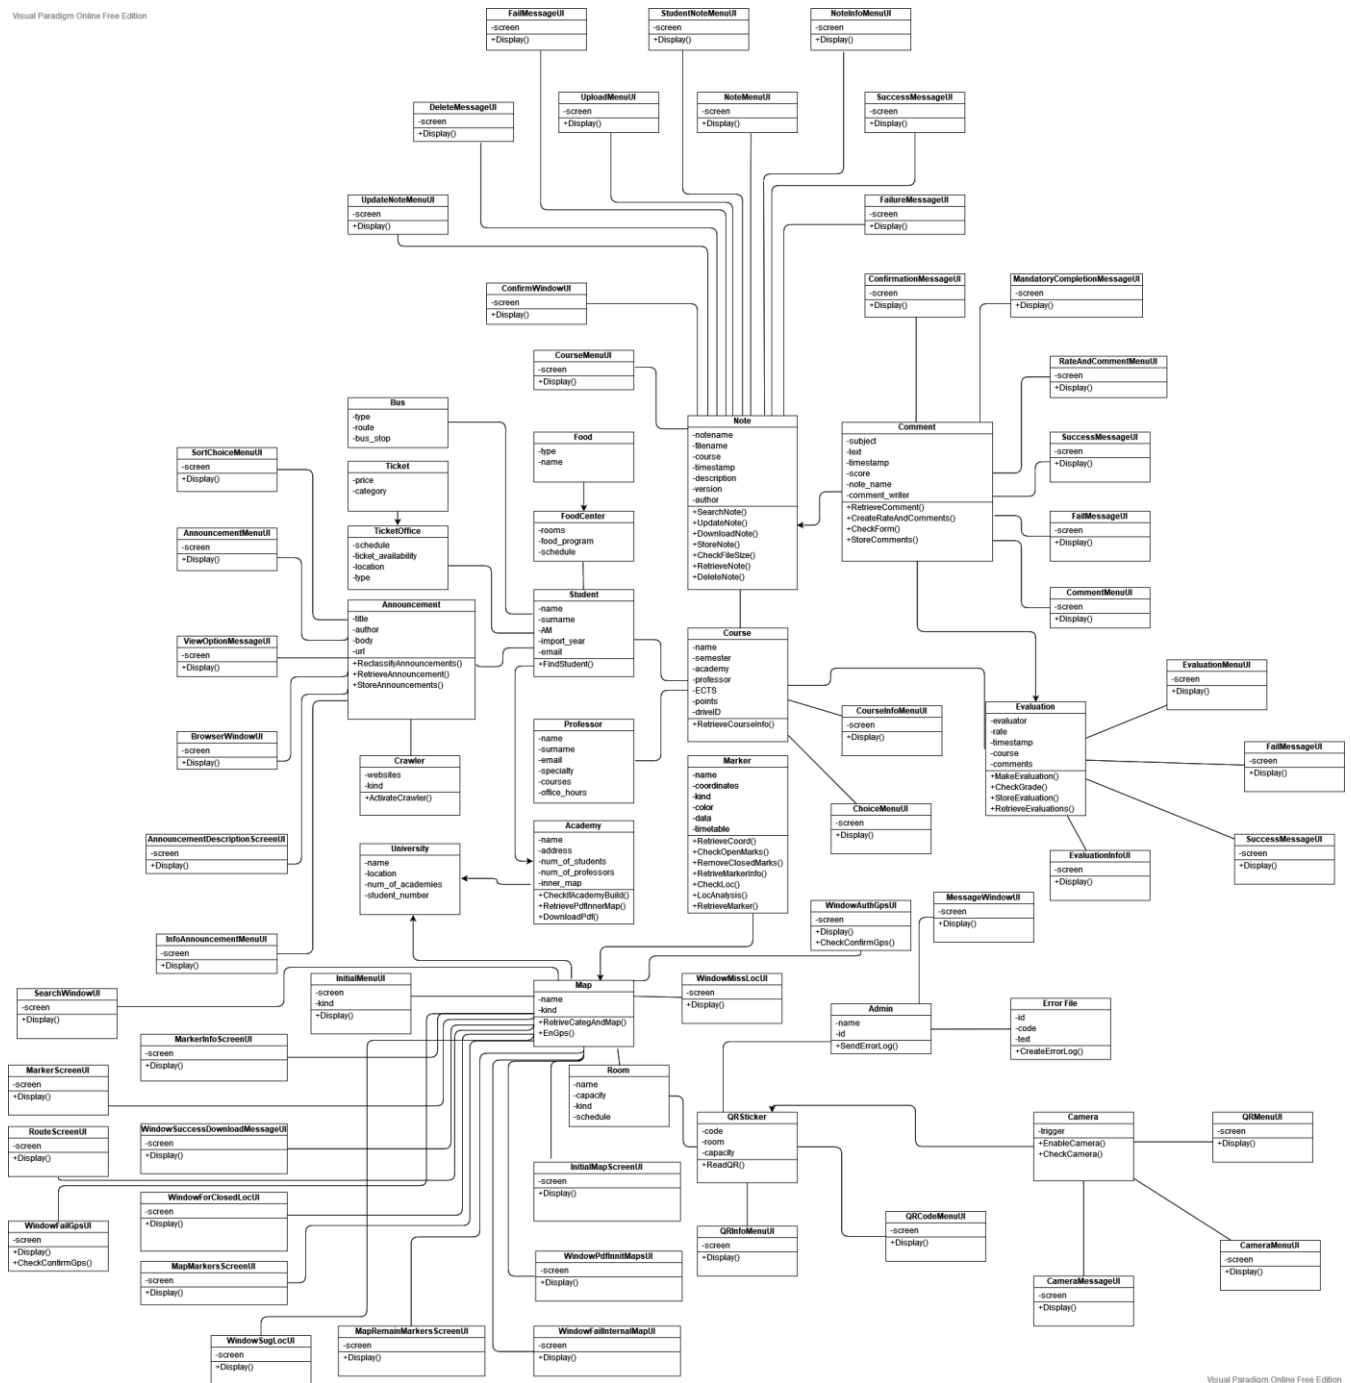 Visual Paradigm Online Free Edition
FailMessageUI
-screen
+Display()
StudentNoteMenuUI
-screen
+Display()
NoteInfoMenuUI
-screen
+Display()
DeleteMessageUI
-screen
+Display()
UploadMenuUI
-screen
+Display()
NoteMenuUI
-screen
+Display()
SuccessMessageUI
-screen
+Display()
UpdateNoteMenuUI
-screen
+Display()
FailureMessageUI
-screen
+Display()
ConfirmWindowUI
-screen
+Display()
ConfirmationMessageUI
-screen
+Display()
MandatoryCompletionMessageUI
-screen
+Display()
CourseMenuUI
-screen
+Display()
RateAndCommentMenuUI
-screen
+Display()
Bus
-type
-route
-bus_stop
Food
-type
-name
Note
-notename
-filename
-course
-timestamp
-description
-version
-author
+SearchNote()
+UpdateNote()
+DownloadNote()
+StoreNote()
+CheckFileSize()
+RetrieveNote()
+DeleteNote()
Comment
-subject
-text
-timestamp
-score
-note_name
-comment_writer
+RetrieveComment()
+CreateRateAndComments()
+CheckForm()
+StoreComments()
SuccessMessageUI
-screen
+Display()
SortChoiceMenuUI
-screen
+Display()
Ticket
-price
-category
FoodCenter
-rooms
-food_program
-schedule
FailMessageUI
-screen
+Display()
AnnouncementMenuUI
-screen
+Display()
TicketOffice
-schedule
-ticket_availability
-location
-type
CommentMenuUI
-screen
+Display()
Student
-name
-surname
-AM
-import_year
-email
+FindStudent()
Announcement
-title
-author
-body
-url
+ReclassifyAnnouncements()
+RetrieveAnnouncement()
+StoreAnnouncements()
ViewOptionMessageUI
-screen
+Display()
Course
-name
-semester
-academy
-professor
-ECTS
-points
-driveID
+RetrieveCourseInfo()
EvaluationMenuUI
-screen
+Display()
CourseInfoMenuUI
-screen
+Display()
Evaluation
-evaluator
-rate
-timestamp
-course
-comments
+MakeEvaluation()
+CheckGrade()
+StoreEvaluation()
+RetrieveEvaluations()
BrowserWindowUI
-screen
+Display()
Professor
-name
-surname
-email
-specialty
-courses
-office_hours
FailMessageUI
-screen
+Display()
Crawler
-websites
-kind
+ActivateCrawler()
Marker
-name
-coordinates
-kind
-color
-data
-timetable
+RetrieveCoord()
+CheckOpenMarks()
+RemoveClosedMarks()
+RetriveMarkerInfo()
+CheckLoc()
+LocAnalysis()
+RetrieveMarker()
ChoiceMenuUI
-screen
+Display()
AnnouncementDescriptionScreenUI
-screen
+Display()
University
-name
-location
-num_of_academies
-student_number
Academy
-name
-address
-num_of_students
-num_of_professors
-inner_map
+CheckIfAcademyBuild()
+RetrievePdfInnerMap()
+DownloadPdf()
SuccessMessageUI
-screen
+Display()
EvaluationInfoUI
-screen
+Display()
MessageWindowUI
-screen
+Display()
WindowAuthGpsUI
-screen
+Display()
+CheckConfirmGps()
InfoAnnouncementMenuUI
-screen
+Display()
SearchWindowUI
-screen
+Display()
InitialMenuUI
-screen
-kind
+Display()
Map
-name
-kind
+RetriveCategAndMap()
+EnGps()
WindowMissLocUI
-screen
+Display()
Admin
-name
-id
+SendErrorLog()
Error File
-id
-code
-text
+CreateErrorLog()
MarkerInfoScreenUI
-screen
+Display()
MarkerScreenUI
-screen
+Display()
Room
-name
-capacity
-kind
-schedule
RouteScreenUI
-screen
+Display()
WindowSuccessDownloadMessageUI
-screen
+Display()
QRSticker
-code
-room
-capacity
+ReadQR()
Camera
-trigger
+EnableCamera()
+CheckCamera()
QRMenuUI
-screen
+Display()
InitialMapScreenUI
-screen
+Display()
WindowForClosedLocUI
-screen
+Display()
WindowFailGpsUI
-screen
+Display()
+CheckConfirmGps()
QRInfoMenuUI
-screen
+Display()
QRCodeMenuUI
-screen
+Display()
CameraMenuUI
-screen
+Display()
WindowPdfInnitMapsUI
-screen
+Display()
MapMarkersScreenUI
-screen
+Display()
CameraMessageUI
-screen
+Display()
WindowSugLocUI
-screen
+Display()
MapRemainMarkersScreenUI
-screen
+Display()
WindowFailInternalMapUI
-screen
+Display()
Visual Paradigm Online Free Edition